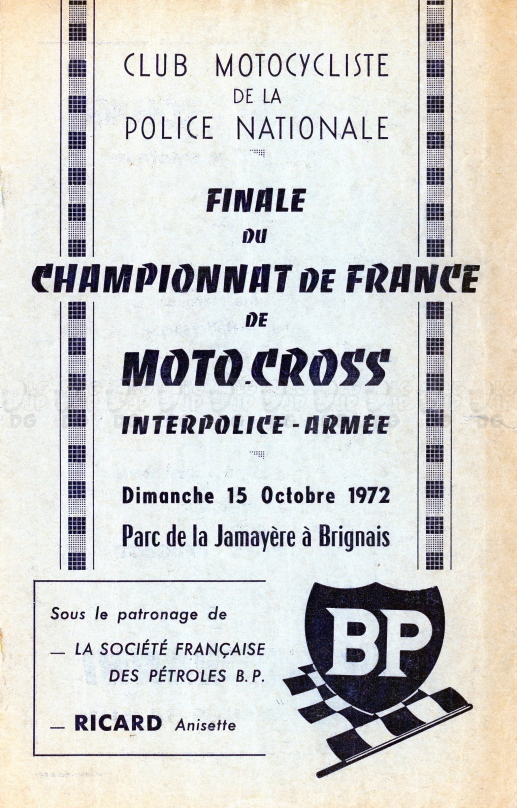 CLUB MOTOCYCLISTE
DE LA
POLICE NATIONALE
FINALE
DU
CHAMPIONNAT DE FRANCE
DE
MOTO-CROSS
INTERPOLICE - ARMÉE
Dimanche 15 Octobre 1972
Parc de la Jamayère à Brignais
Sous le patronage de
— LA SOCIÉTÉ FRANÇAISE
DES PÉTROLES B.P.
— RICARD Anisette
BP